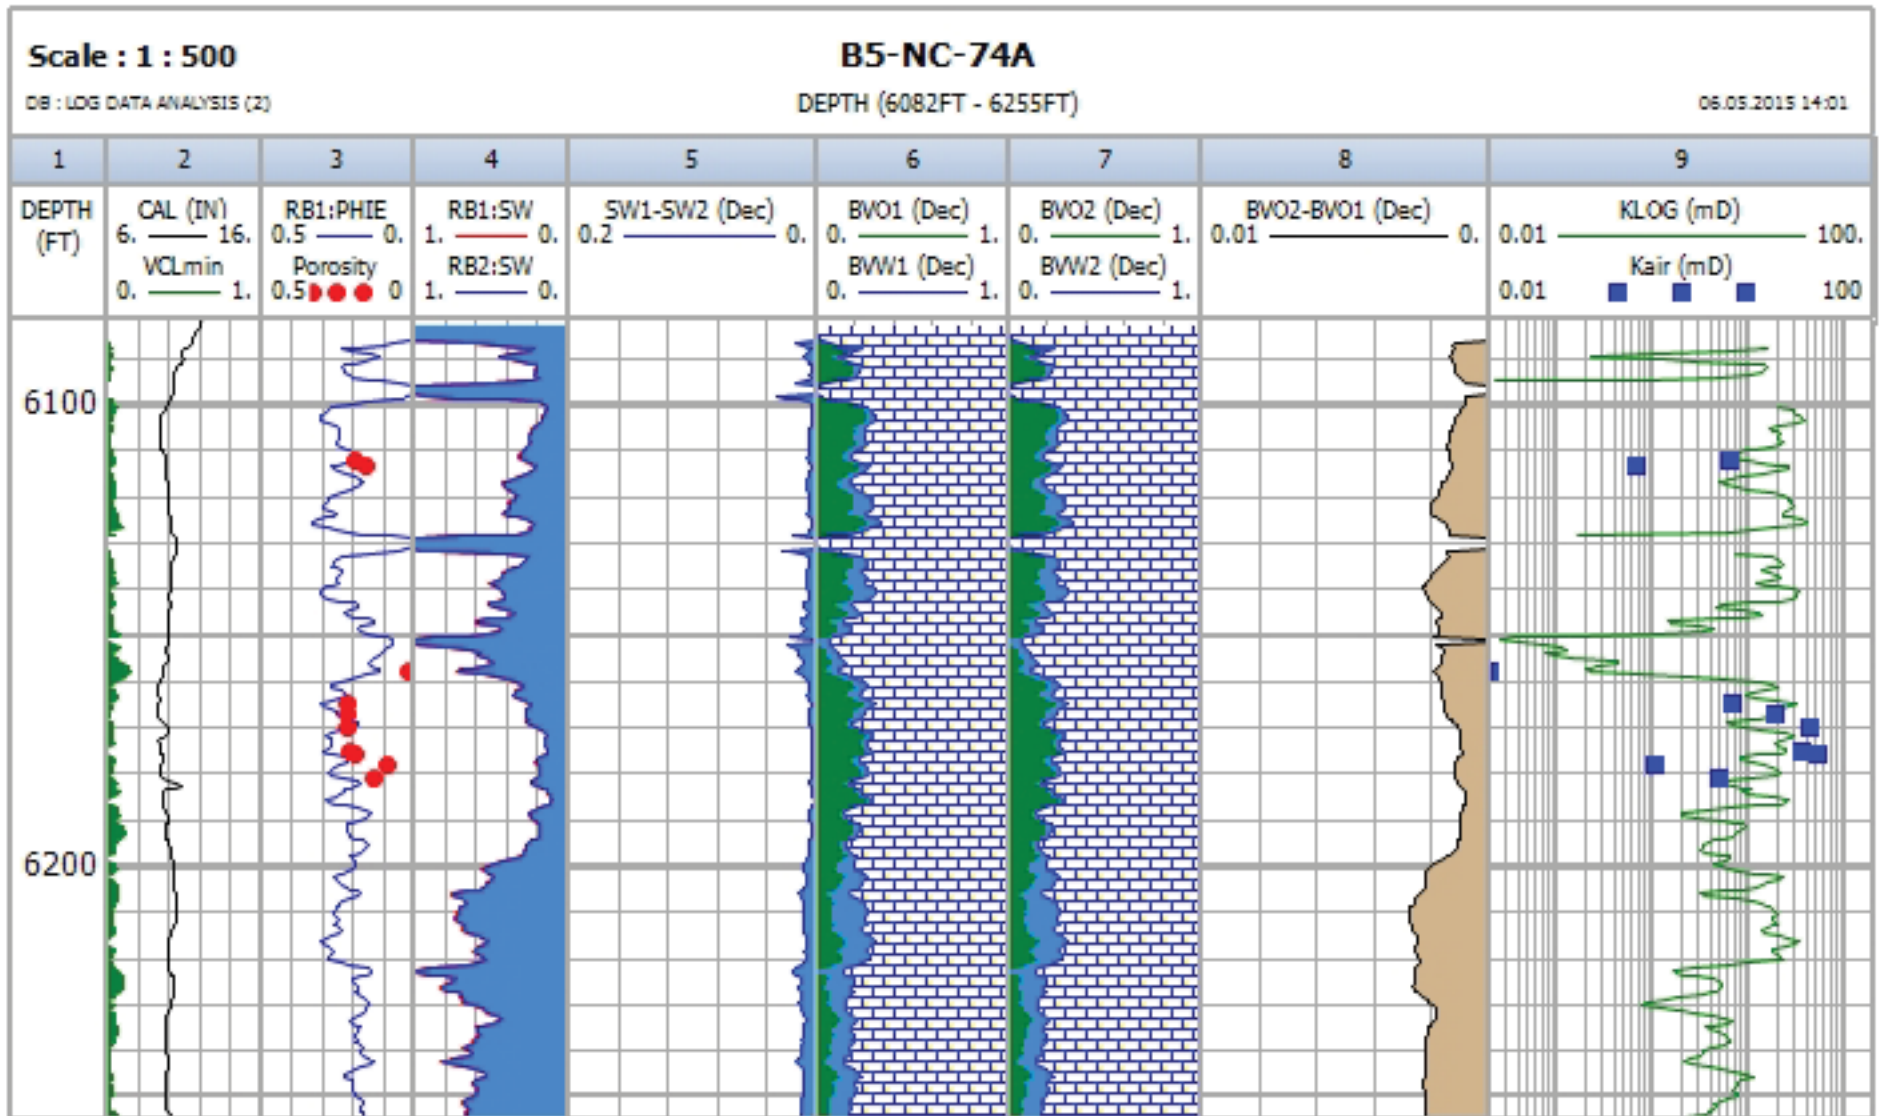 Scale : 1 : 500
B5-NC-74A
DB : LOG DATA ANALYSIS (2)
DEPTH (6082FT - 6255FT)
06.05.2015 14:01
1 2 3 4 5 6 7 8 9
DEPTH (FT)
CAL (IN)
6. 16.
VCLmin
0. 1.
RB1:PHIE
0.5 0.
Porosity
0.5 0
RB1:SW
1. 0.
RB2:SW
1. 0.
SW1-SW2 (Dec)
0.2 0.
BVO1 (Dec)
0. 1.
BVW1 (Dec)
0. 1.
BVO2 (Dec)
0. 1.
BVW2 (Dec)
0. 1.
BVO2-BVO1 (Dec)
0.01 0.
KLOG (mD)
0.01 100.
Kair (mD)
0.01 100
6100
6200